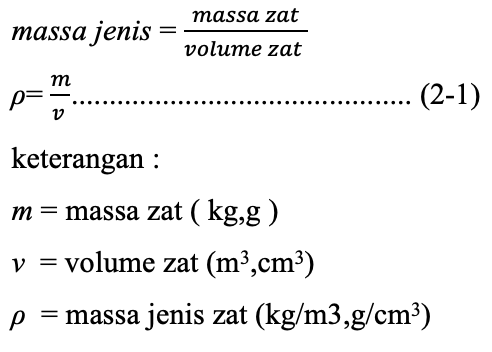 massa jenis = massa zat / volume zat
ρ= m / v ............................................. (2-1)
keterangan :
m = massa zat ( kg,g )
v = volume zat (m³,cm³)
ρ = massa jenis zat (kg/m3,g/cm³)